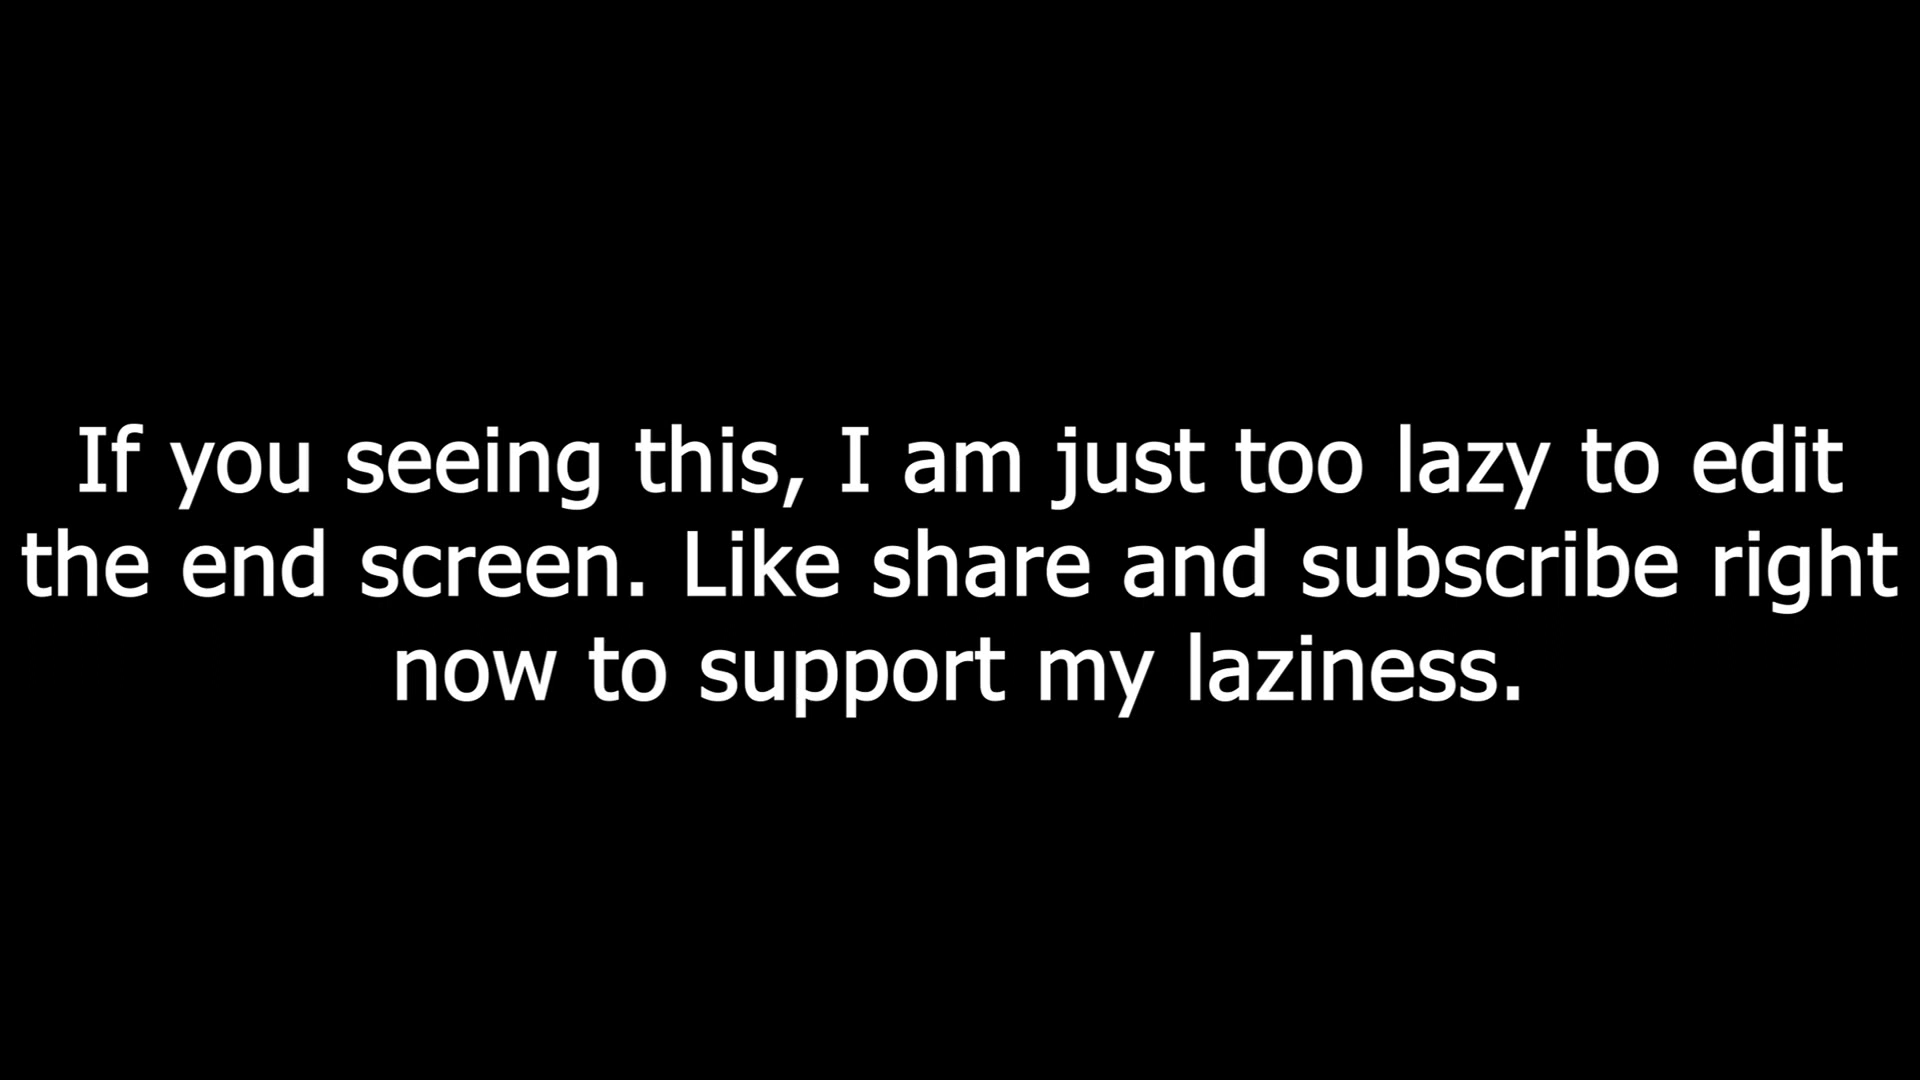 If you seeing this, I am just too lazy to edit
the end screen. Like share and subscribe right
now to support my laziness.